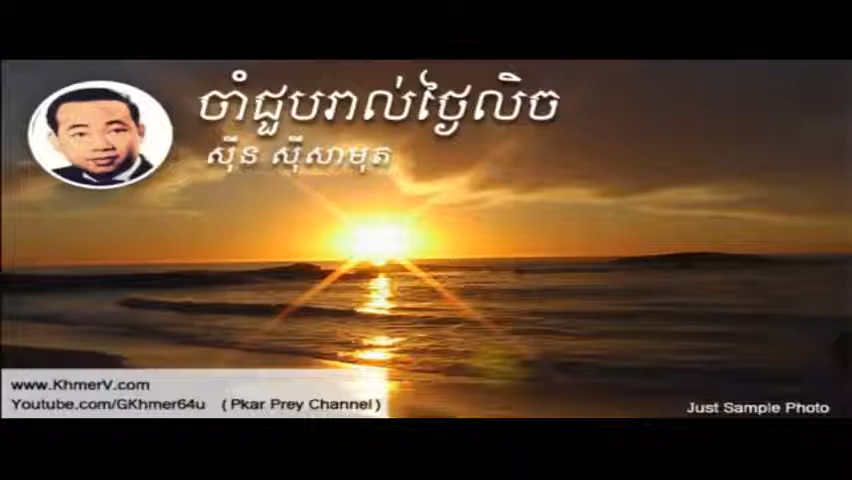 ចាំជួបរាល់ថ្ងៃលិច
ស៊ីន ស៊ីសាមុត
www.KhmerV.com
Youtube.com/GKhmer64u (Pkar Prey Channel)
Just Sample Photo